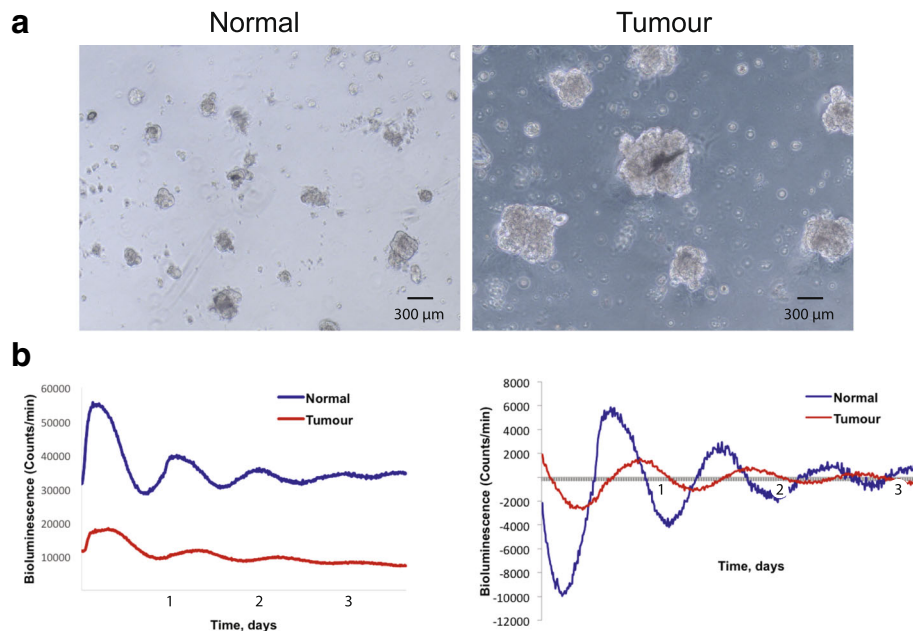 a
Normal
Tumour
300 µm
300 µm
b
Bioluminescence (Counts/min)
60000
50000
40000
30000
20000
10000
Normal
Tumour
1
2
3
Time, days
Bioluminescence (Counts/min)
8000
6000
4000
2000
-2000
-4000
-6000
-8000
-10000
-12000
Normal
Tumour
1
2
3
Time, days